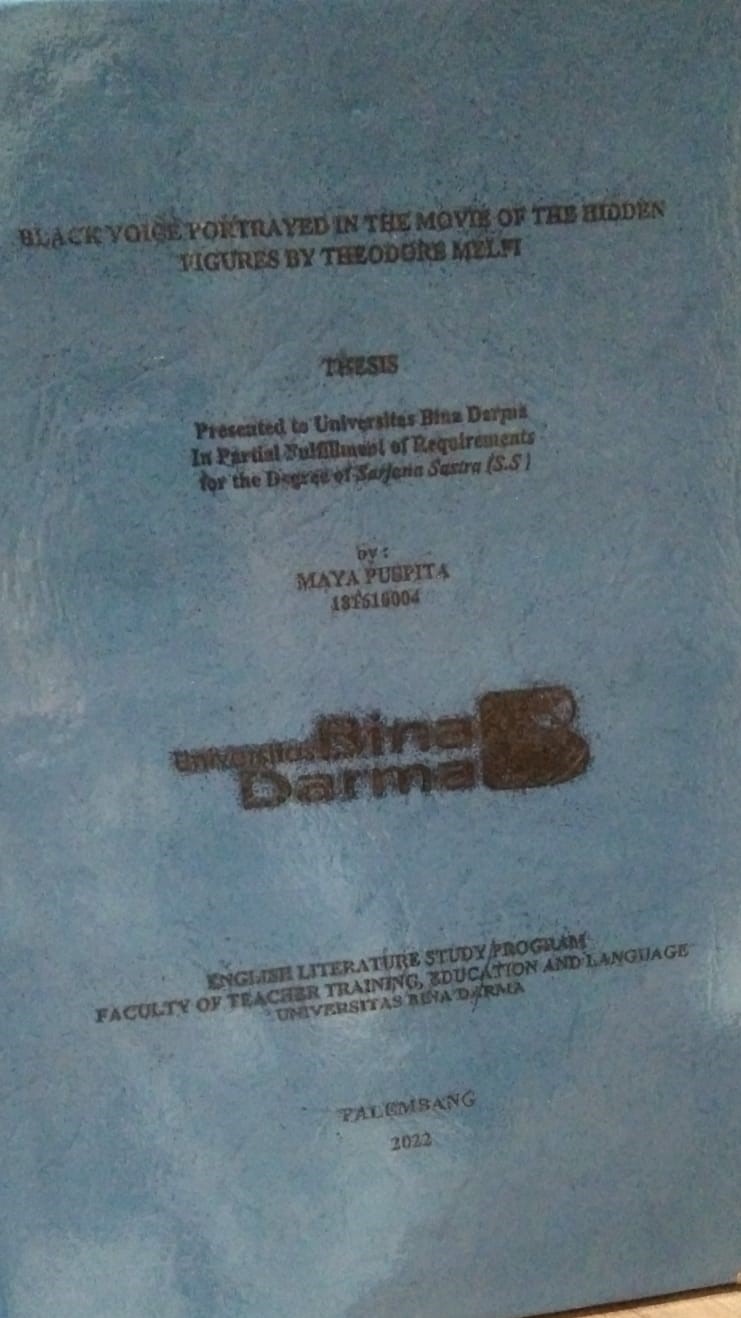 BLACK VOICE PORTRAYED IN THE MOVIE OF THE HIDDEN
FIGURES BY THEODORE MELFI
THESIS
Presented to Universitas Bina Darma
In Partial Fulfillment of Requirements
for the Degree of Sarjana Sastra (S.S)
by :
MAYA PUSPITA
181510004
Universitas Bina
Darma
ENGLISH LITERATURE STUDY PROGRAM
FACULTY OF TEACHER TRAINING, EDUCATION AND LANGUAGE
UNIVERSITAS BINA DARMA
PALEMBANG
2022